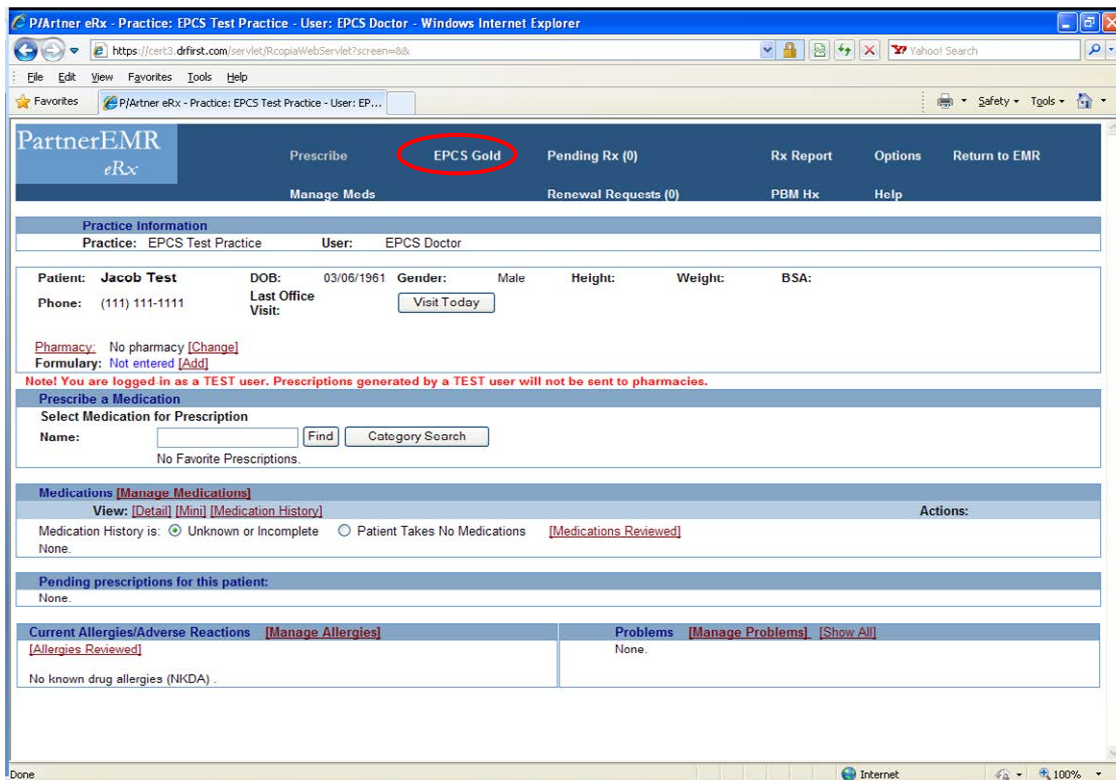 P/Artner eRx - Practice: EPCS Test Practice - User: EPCS Doctor - Windows Internet Explorer
https://cert3.drfirst.com/servlet/RcopiaWebServlet?screen=&&
Yahoo! Search
File Edit View Favorites Tools Help
Favorites P/Artner eRx - Practice: EPCS Test Practice - User: EP... Safety Tools
PartnerEMR
eRx
Prescribe EPCS Gold Pending Rx (0) Rx Report Options Return to EMR
Manage Meds Renewal Requests (0) PBM Hx Help
Practice Information
Practice: EPCS Test Practice User: EPCS Doctor
Patient: Jacob Test DOB: 03/06/1961 Gender: Male Height: Weight: BSA:
Phone: (111) 111-1111 Last Office Visit: Visit Today
Pharmacy: No pharmacy [Change]
Formulary: Not entered [Add]
Note! You are logged-in as a TEST user. Prescriptions generated by a TEST user will not be sent to pharmacies.
Prescribe a Medication
Select Medication for Prescription
Name: Find Category Search
No Favorite Prescriptions.
Medications [Manage Medications]
View: [Detail] [Mini] [Medication History] Actions:
Medication History is: Unknown or Incomplete Patient Takes No Medications [Medications Reviewed]
None.
Pending prescriptions for this patient:
None.
Current Allergies/Adverse Reactions [Manage Allergies] Problems [Manage Problems] [Show All]
[Allergies Reviewed] None.
No known drug allergies (NKDA) .
Done Internet 100%